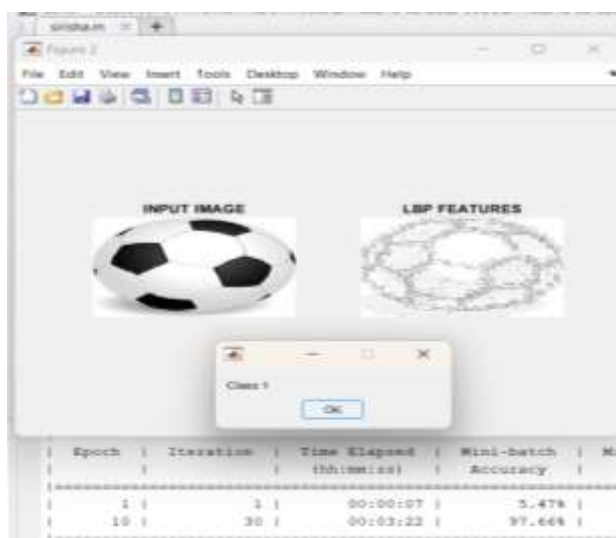 sirisha.m × +
Figure 2
File Edit View Insert Tools Desktop Window Help
INPUT IMAGE LBP FEATURES
Class 1
OK
| Epoch | Iteration | Time Elapsed | Mini-batch |
| | | (hh:mm:ss) | Accuracy |
| 1 | 1 | 00:00:07 | 5.47% |
| 10 | 30 | 00:03:22 | 97.66% |